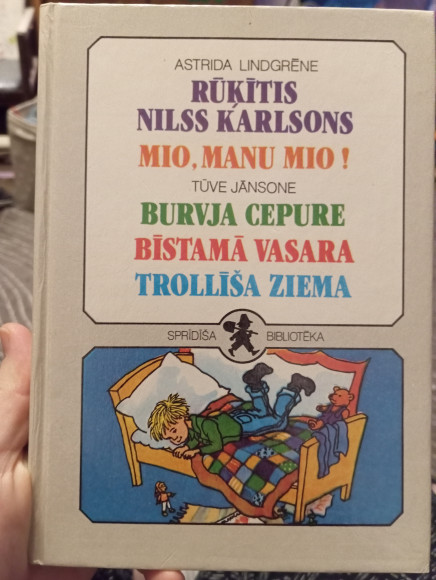 ASTRIDA LINDGRĒNE
RŪĶĪTIS
NILSS KARLSONS
MIO, MANU MIO!
TŪVE JĀNSONE
BURVJA CEPURE
BĪSTAMĀ VASARA
TROLLĪŠA ZIEMA
SPRĪDĪŠA BIBLIOTĒKA